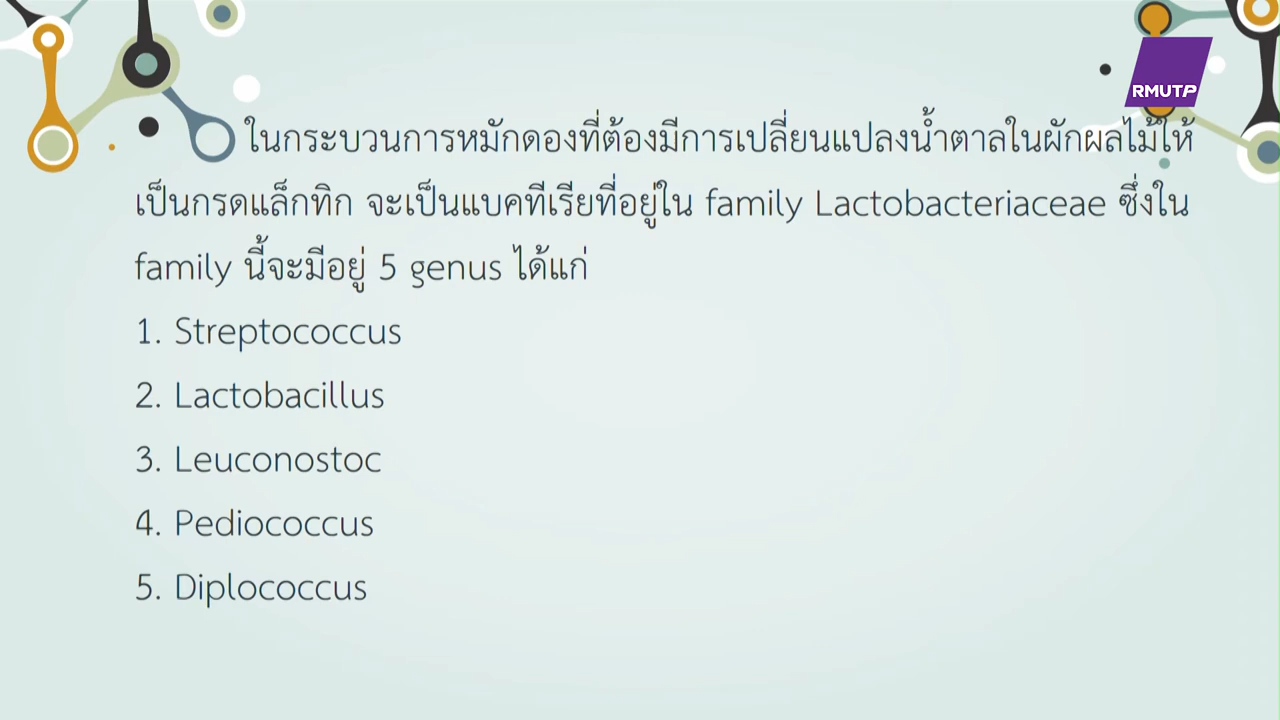 RMUTP
ในกระบวนการหมักดองที่ต้องมีการเปลี่ยนแปลงน้ำตาลในผักผลไม้ให้
เป็นกรดแล็กทิก จะเป็นแบคทีเรียที่อยู่ใน family Lactobacteriaceae ซึ่งใน
family นี้จะมีอยู่ 5 genus ได้แก่
1. Streptococcus
2. Lactobacillus
3. Leuconostoc
4. Pediococcus
5. Diplococcus